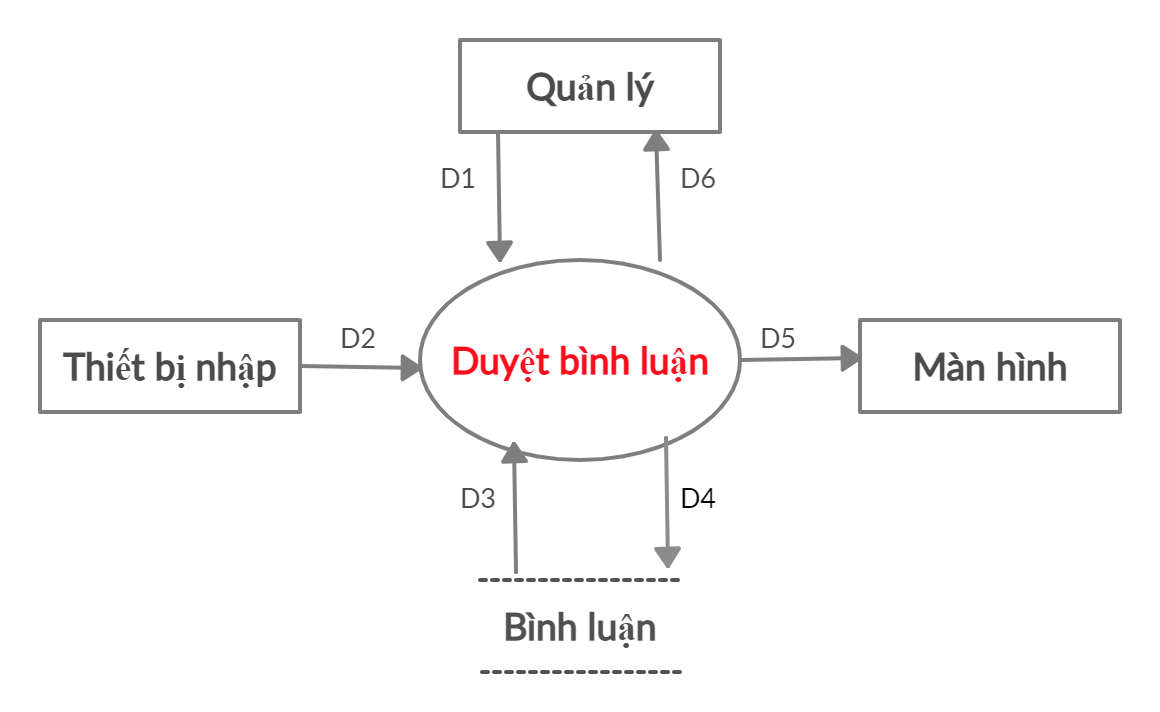 Quản lý
D1
D6
Thiết bị nhập
D2
Duyệt bình luận
D5
Màn hình
D3
D4
Bình luận